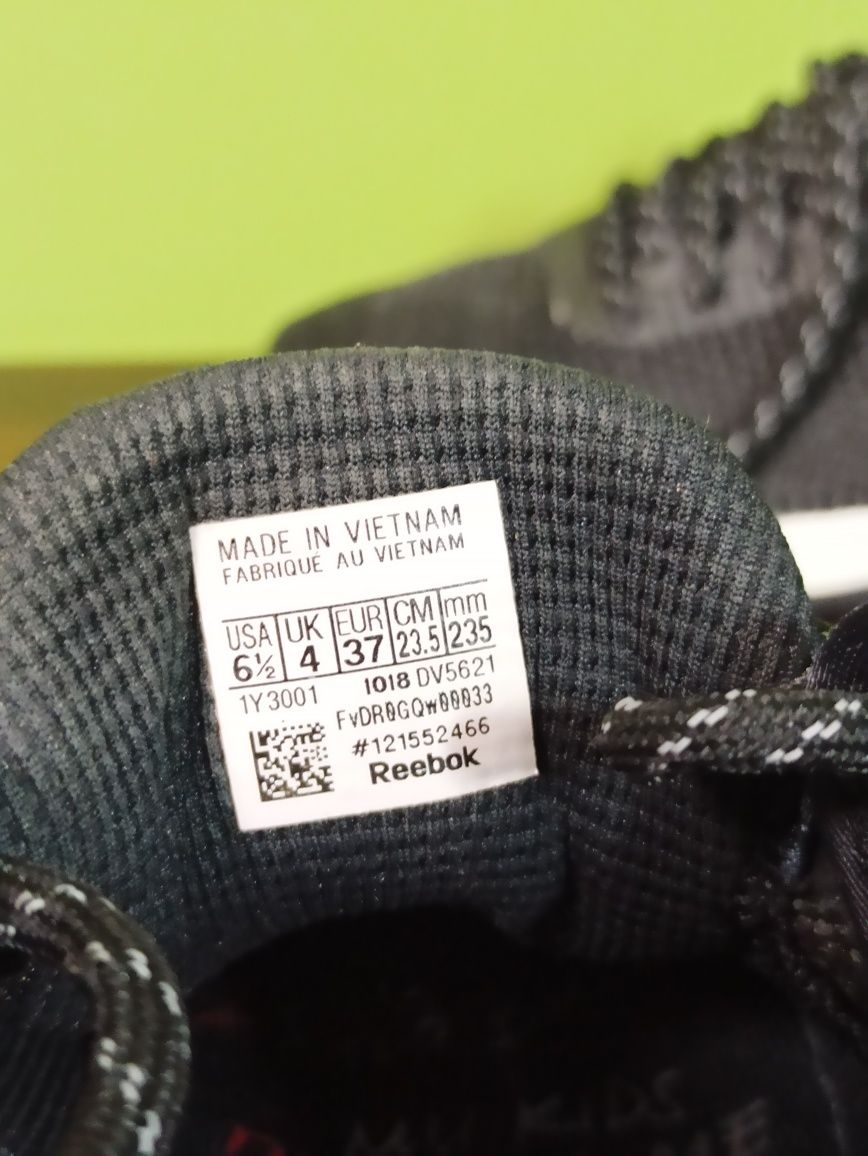 MADE IN VIETNAM
FABRIQUÉ AU VIETNAM
USA UK EUR CM mm
6½ 4 37 23.5 235
1Y3001 I018 DV5621
FvDR0GQw00033
#121552466
Reebok
KIDS